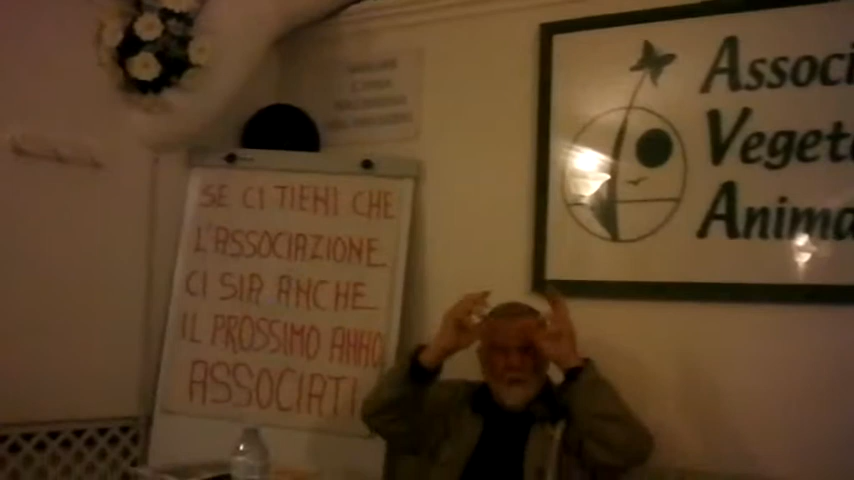 SE CI TIENI CHE
L'ASSOCIAZIONE
CI SIA ANCHE
IL PROSSIMO ANNO
ASSOCIATI
Associ
Veget
Anima